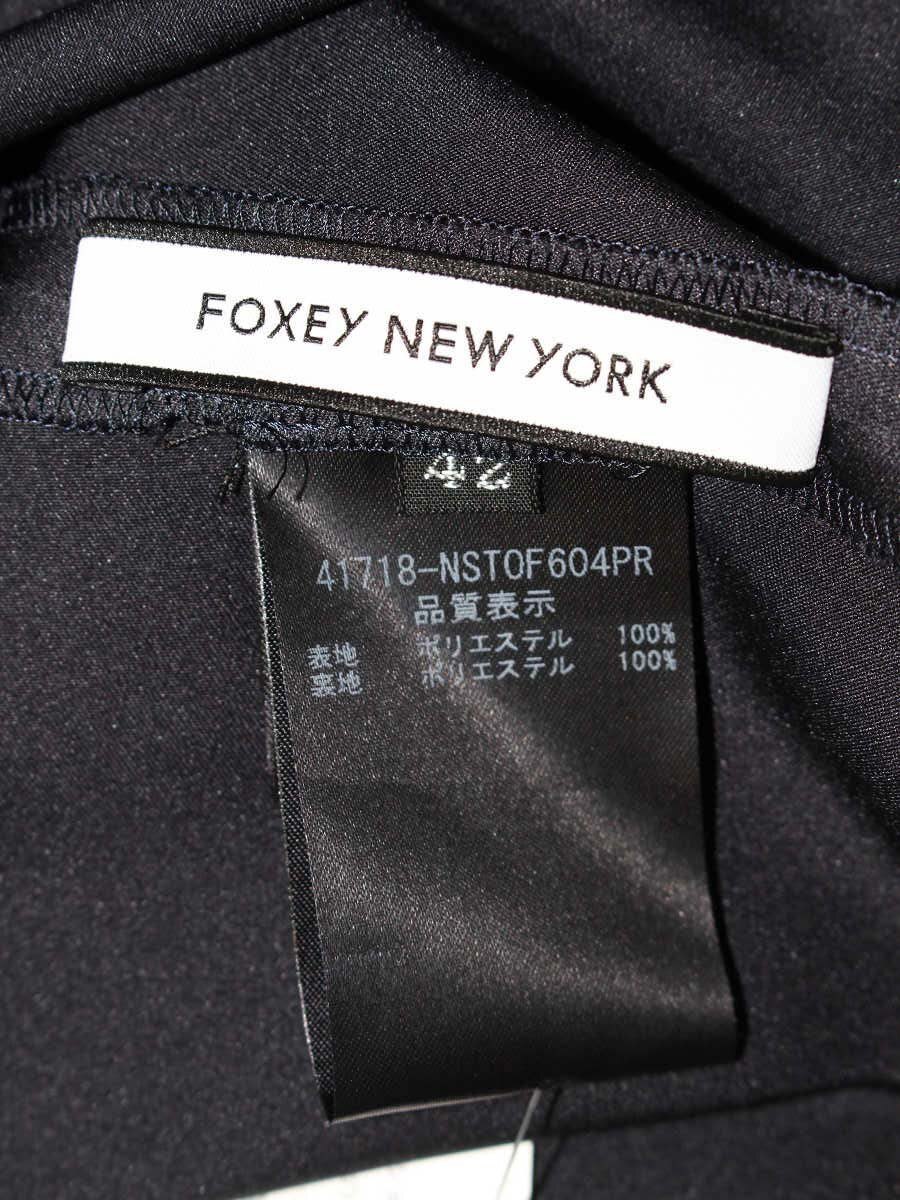 FOXEY NEW YORK
42
41718-NSTOF604PR
品質表示
表地 ポリエステル 100%
裏地 ポリエステル 100%